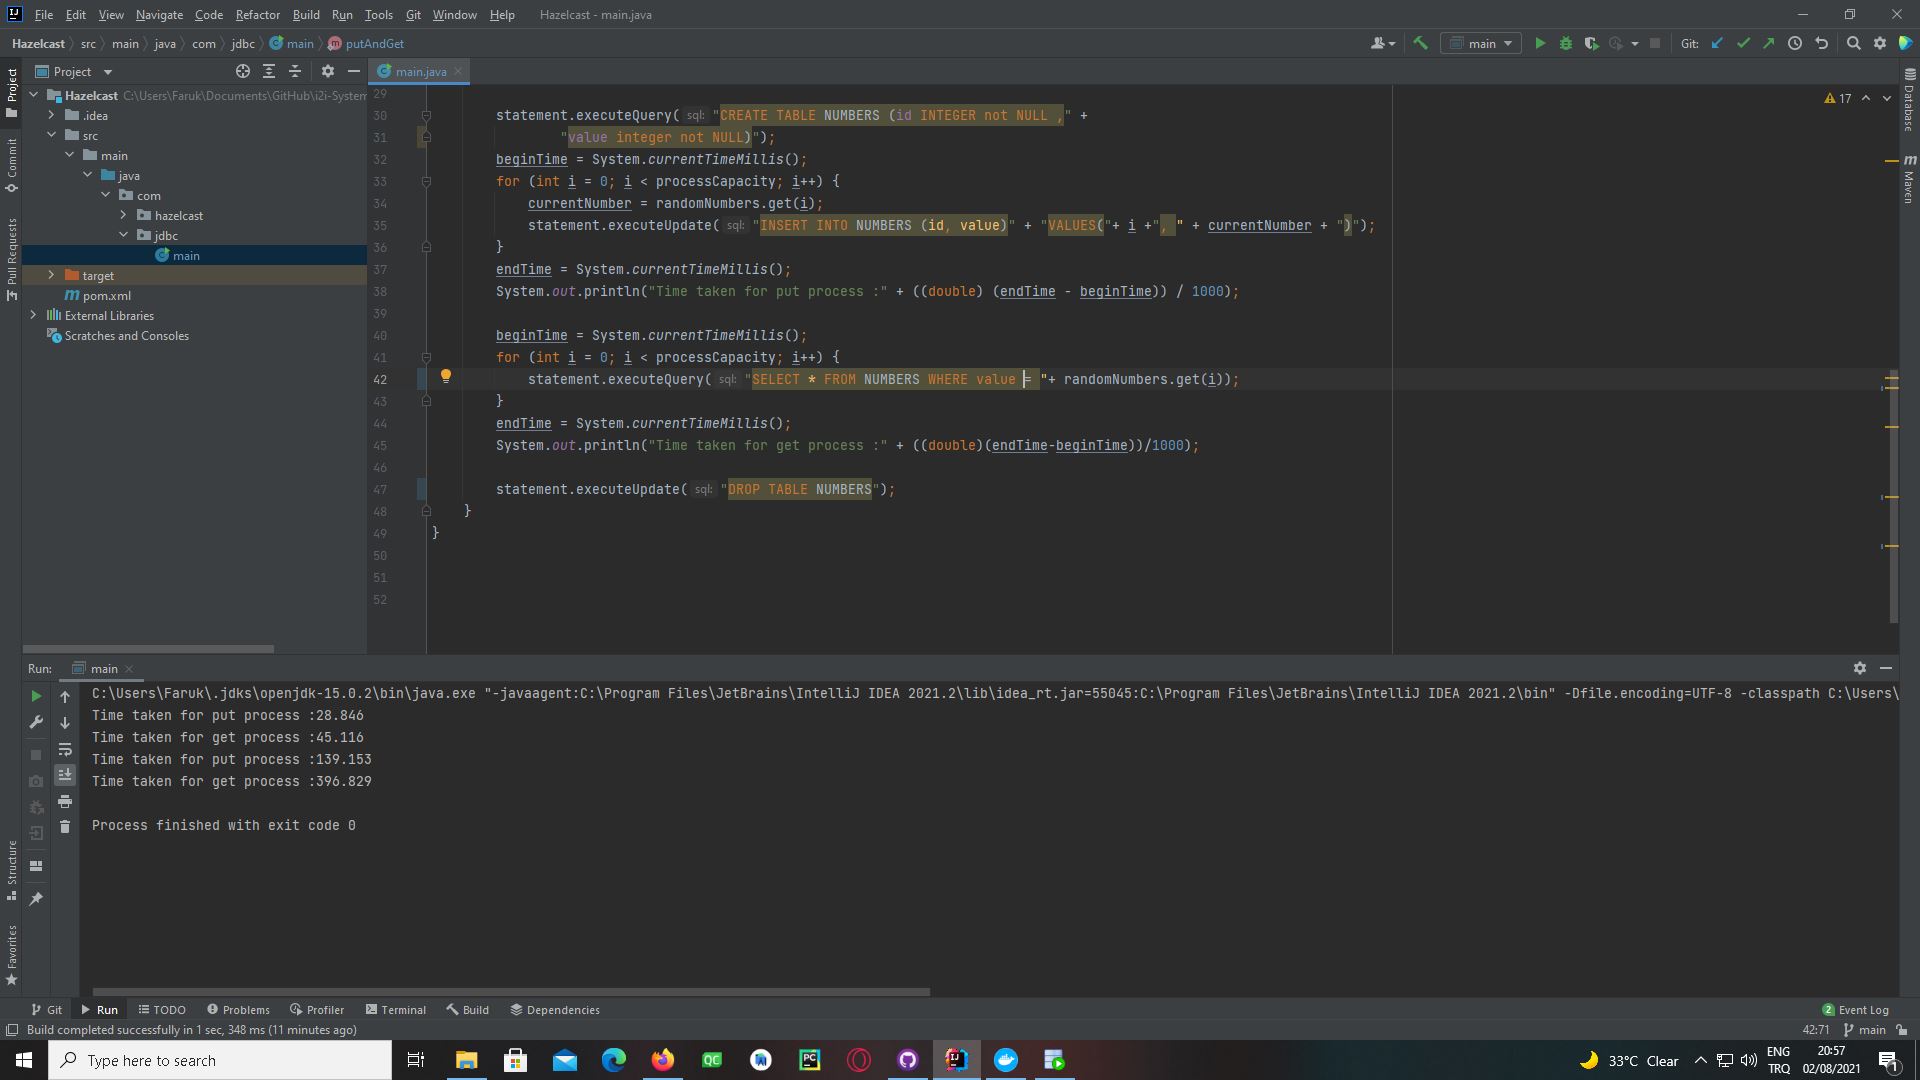 File Edit View Navigate Code Refactor Build Run Tools Git Window Help Hazelcast - main.java
Hazelcast src main java com jdbc main putAndGet
main
Git:
Project
main.java
Hazelcast C:\Users\Faruk\Documents\GitHub\i2i-System
.idea
src
main
java
com
hazelcast
jdbc
main
target
pom.xml
External Libraries
Scratches and Consoles
Project
Commit
Pull Requests
Structure
Favorites
Database
Maven
17
29
30 statement.executeQuery( sql: "CREATE TABLE NUMBERS (id INTEGER not NULL ," +
31 "value integer not NULL)");
32 beginTime = System.currentTimeMillis();
33 for (int i = 0; i < processCapacity; i++) {
34 currentNumber = randomNumbers.get(i);
35 statement.executeUpdate( sql: "INSERT INTO NUMBERS (id, value)" + "VALUES("+ i +", " + currentNumber + ")");
36 }
37 endTime = System.currentTimeMillis();
38 System.out.println("Time taken for put process :" + ((double) (endTime - beginTime)) / 1000);
39
40 beginTime = System.currentTimeMillis();
41 for (int i = 0; i < processCapacity; i++) {
42 statement.executeQuery( sql: "SELECT * FROM NUMBERS WHERE value = "+ randomNumbers.get(i));
43 }
44 endTime = System.currentTimeMillis();
45 System.out.println("Time taken for get process :" + ((double)(endTime-beginTime))/1000);
46
47 statement.executeUpdate( sql: "DROP TABLE NUMBERS");
48 }
49 }
50
51
52
Run: main
C:\Users\Faruk\.jdks\openjdk-15.0.2\bin\java.exe "-javaagent:C:\Program Files\JetBrains\IntelliJ IDEA 2021.2\lib\idea_rt.jar=55045:C:\Program Files\JetBrains\IntelliJ IDEA 2021.2\bin" -Dfile.encoding=UTF-8 -classpath C:\Users\
Time taken for put process :28.846
Time taken for get process :45.116
Time taken for put process :139.153
Time taken for get process :396.829
Process finished with exit code 0
Git Run TODO Problems Profiler Terminal Build Dependencies 2 Event Log
Build completed successfully in 1 sec, 348 ms (11 minutes ago) 42:71 main
Type here to search
QC
PC
IJ
33°C Clear
ENG
TRQ
20:57
02/08/2021
1